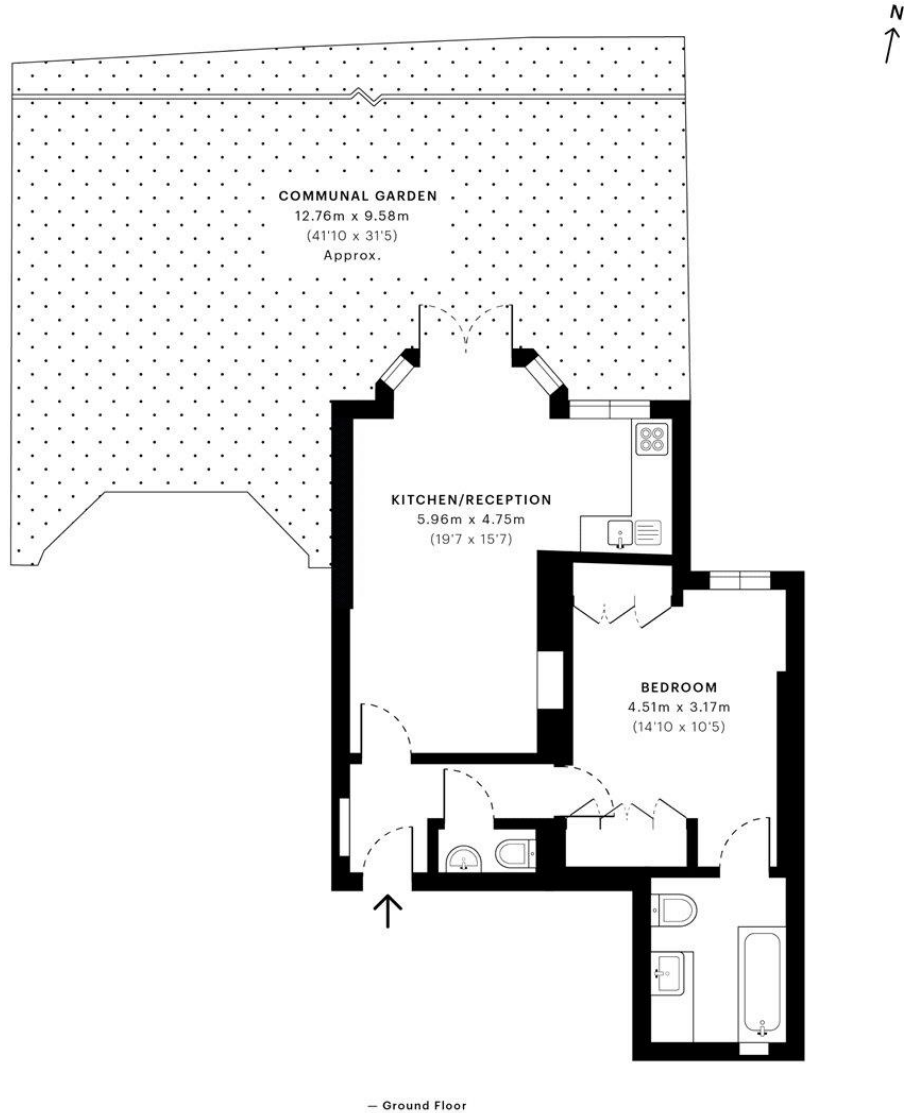 N
COMMUNAL GARDEN
12.76m x 9.58m
(41'10 x 31'5)
Approx.
KITCHEN/RECEPTION
5.96m x 4.75m
(19'7 x 15'7)
BEDROOM
4.51m x 3.17m
(14'10 x 10'5)
— Ground Floor